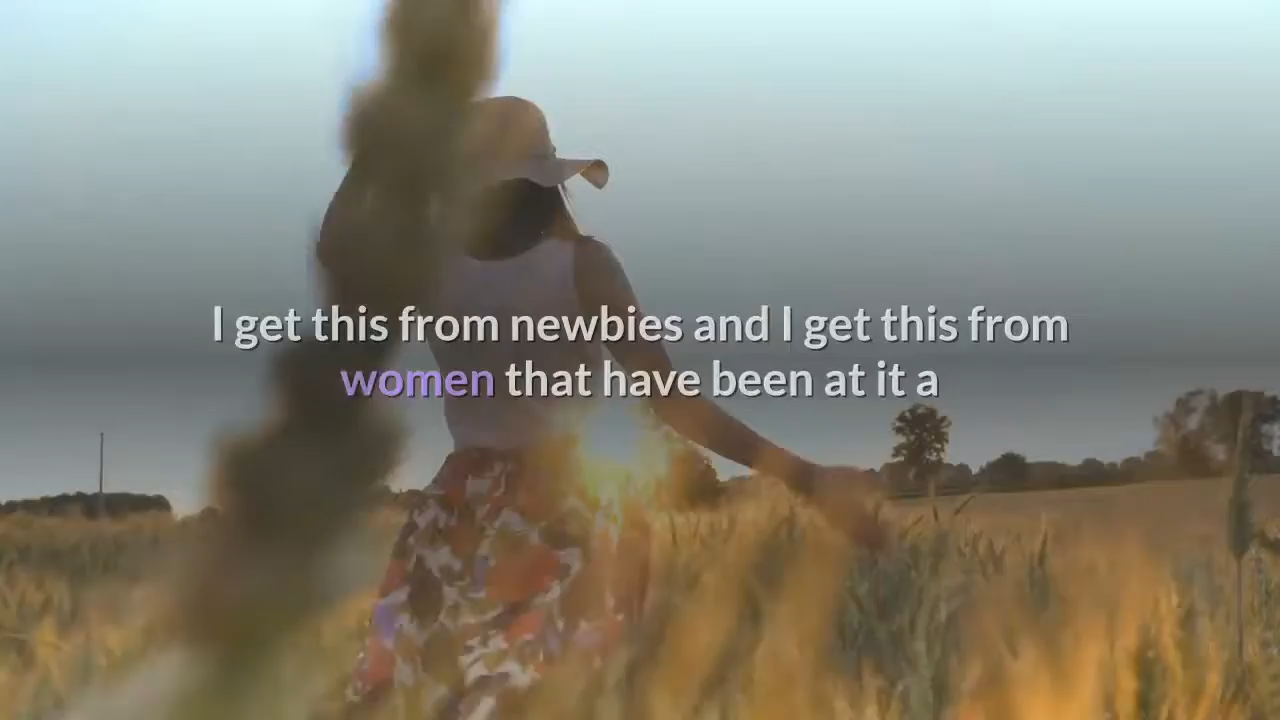 I get this from newbies and I get this from
women that have been at it a